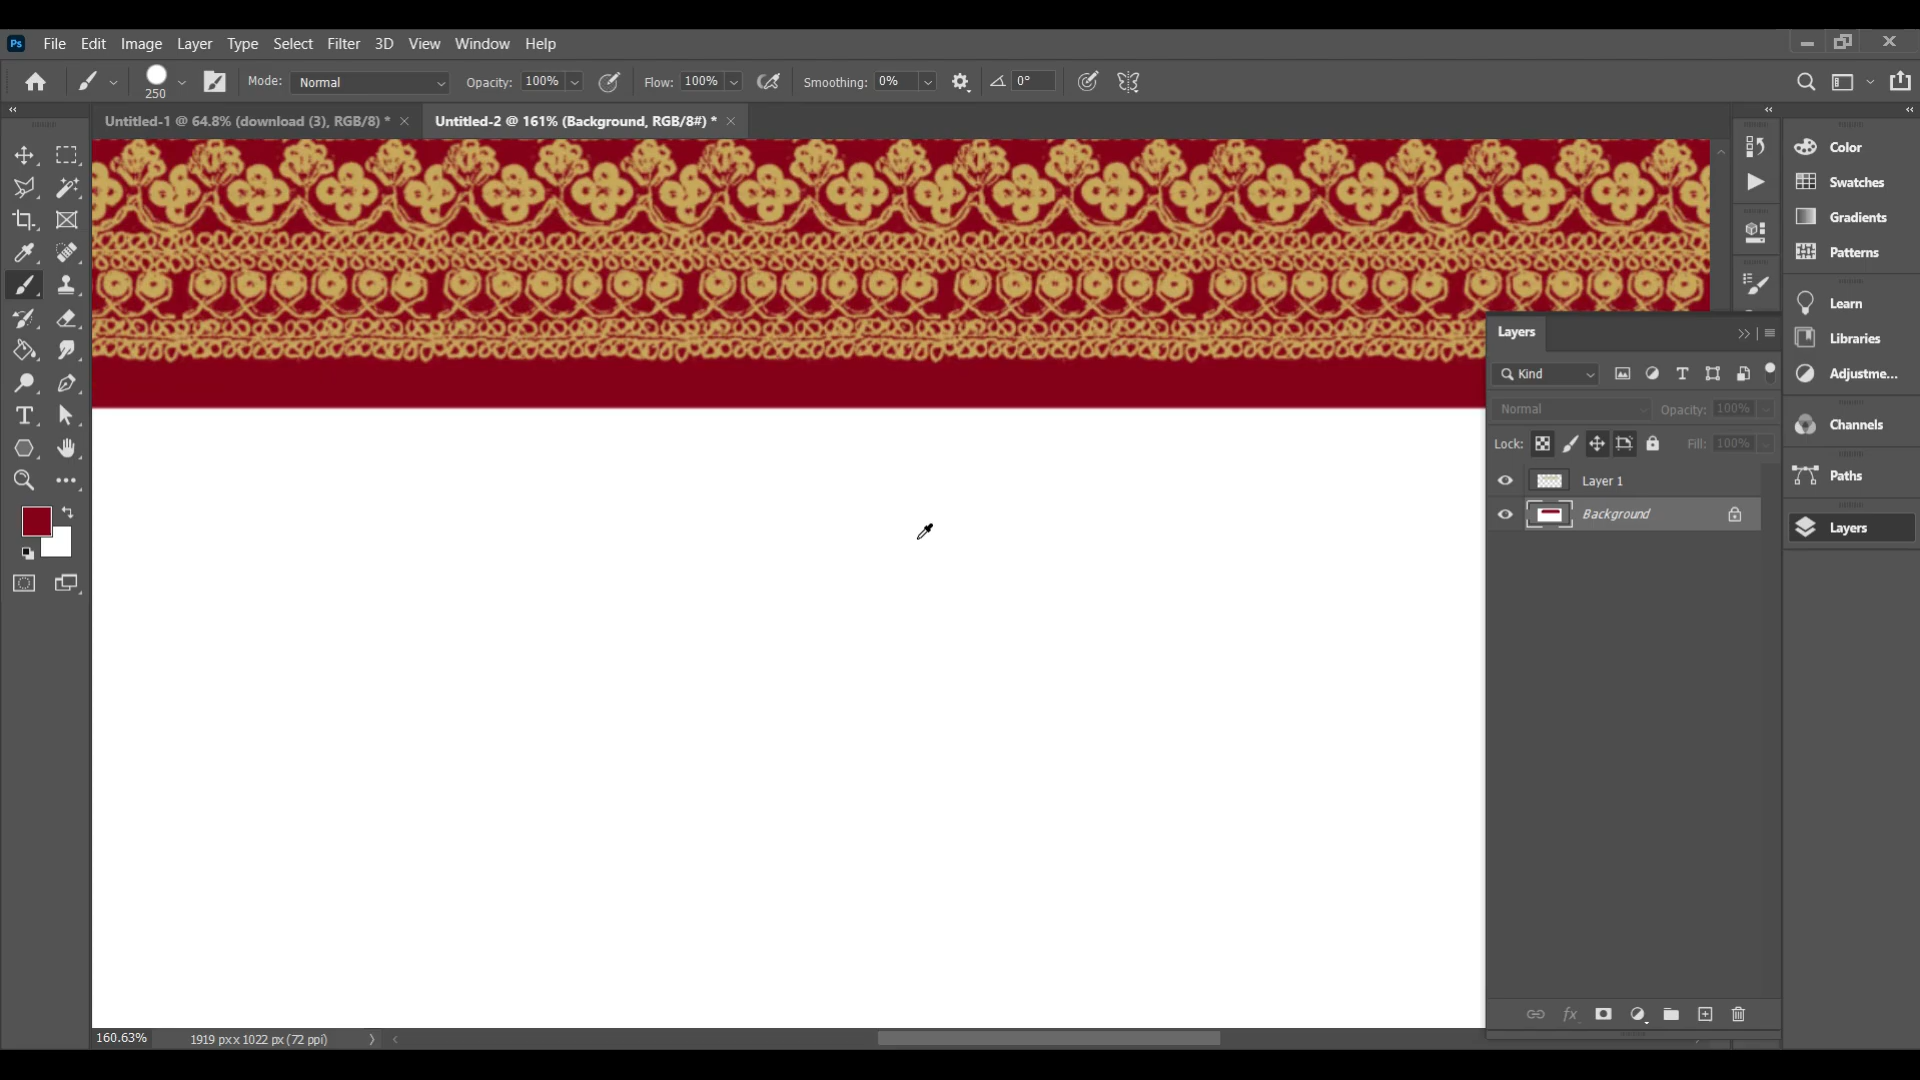 Ps File Edit Image Layer Type Select Filter 3D View Window Help
250 Mode: Normal Opacity: 100% Flow: 100% Smoothing: 0% 0°
Untitled-1 @ 64.8% (download (3), RGB/8) * Untitled-2 @ 161% (Background, RGB/8#) *
Color
Swatches
Gradients
Patterns
Learn
Libraries
Adjustme...
Channels
Paths
Layers
Layers
Kind
Normal Opacity: 100%
Lock: Fill: 100%
Layer 1
Background
fx
160.63% 1919 px x 1022 px (72 ppi)